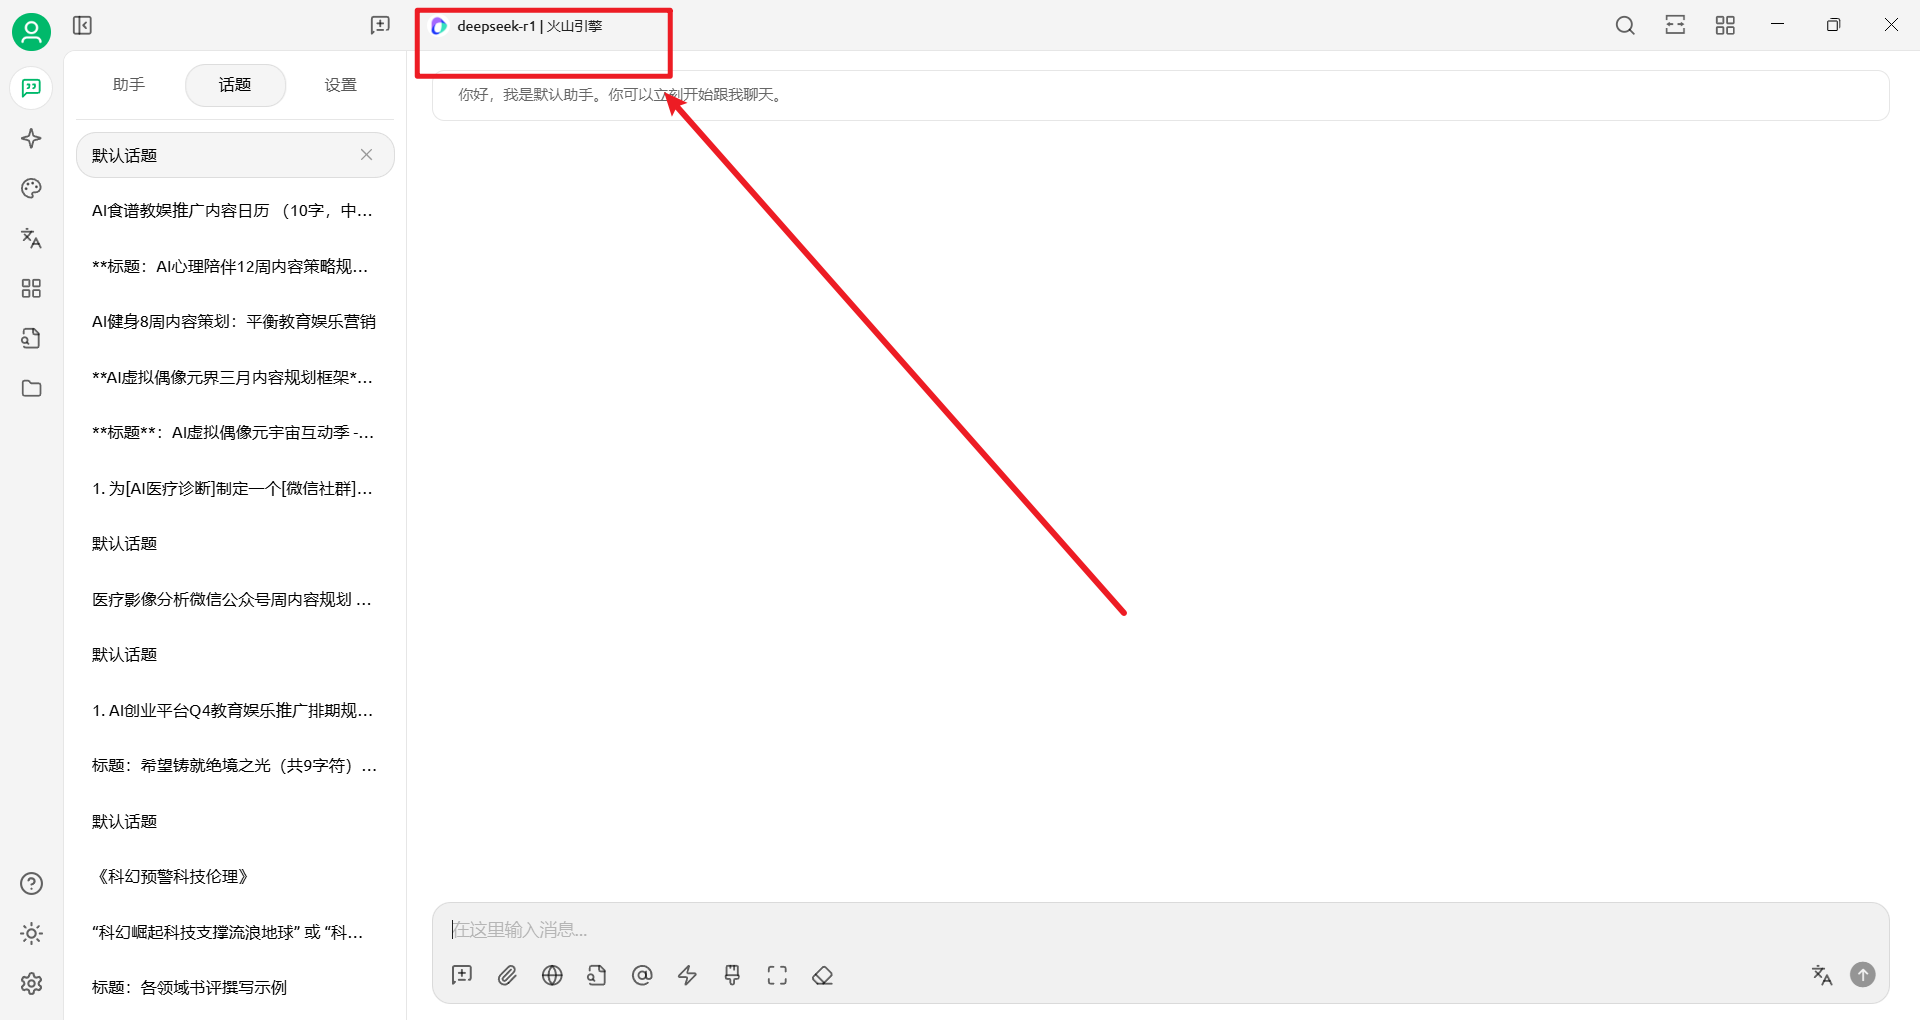 deepseek-r1 | 火山引擎
助手 话题 设置
默认话题
AI食谱教娱推广内容日历 （10字，中...
**标题：AI心理陪伴12周内容策略规...
AI健身8周内容策划：平衡教育娱乐营销
**AI虚拟偶像元界三月内容规划框架*...
**标题**：AI虚拟偶像元宇宙互动季 -...
1. 为[AI医疗诊断]制定一个[微信社群]...
默认话题
医疗影像分析微信公众号周内容规划 ...
默认话题
1. AI创业平台Q4教育娱乐推广排期规...
标题：希望铸就绝境之光（共9字符）...
默认话题
《科幻预警科技伦理》
“科幻崛起科技支撑流浪地球” 或 “科...
标题：各领域书评撰写示例
你好，我是默认助手。你可以立刻开始跟我聊天。
在这里输入消息...